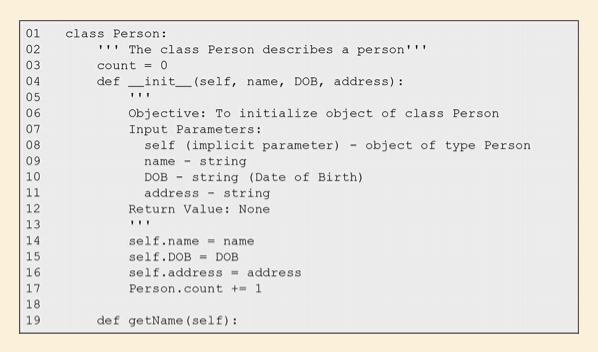 01 class Person:
02 ''' The class Person describes a person'''
03 count = 0
04 def __init__(self, name, DOB, address):
05 '''
06 Objective: To initialize object of class Person
07 Input Parameters:
08 self (implicit parameter) - object of type Person
09 name - string
10 DOB - string (Date of Birth)
11 address - string
12 Return Value: None
13 '''
14 self.name = name
15 self.DOB = DOB
16 self.address = address
17 Person.count += 1
18
19 def getName(self):